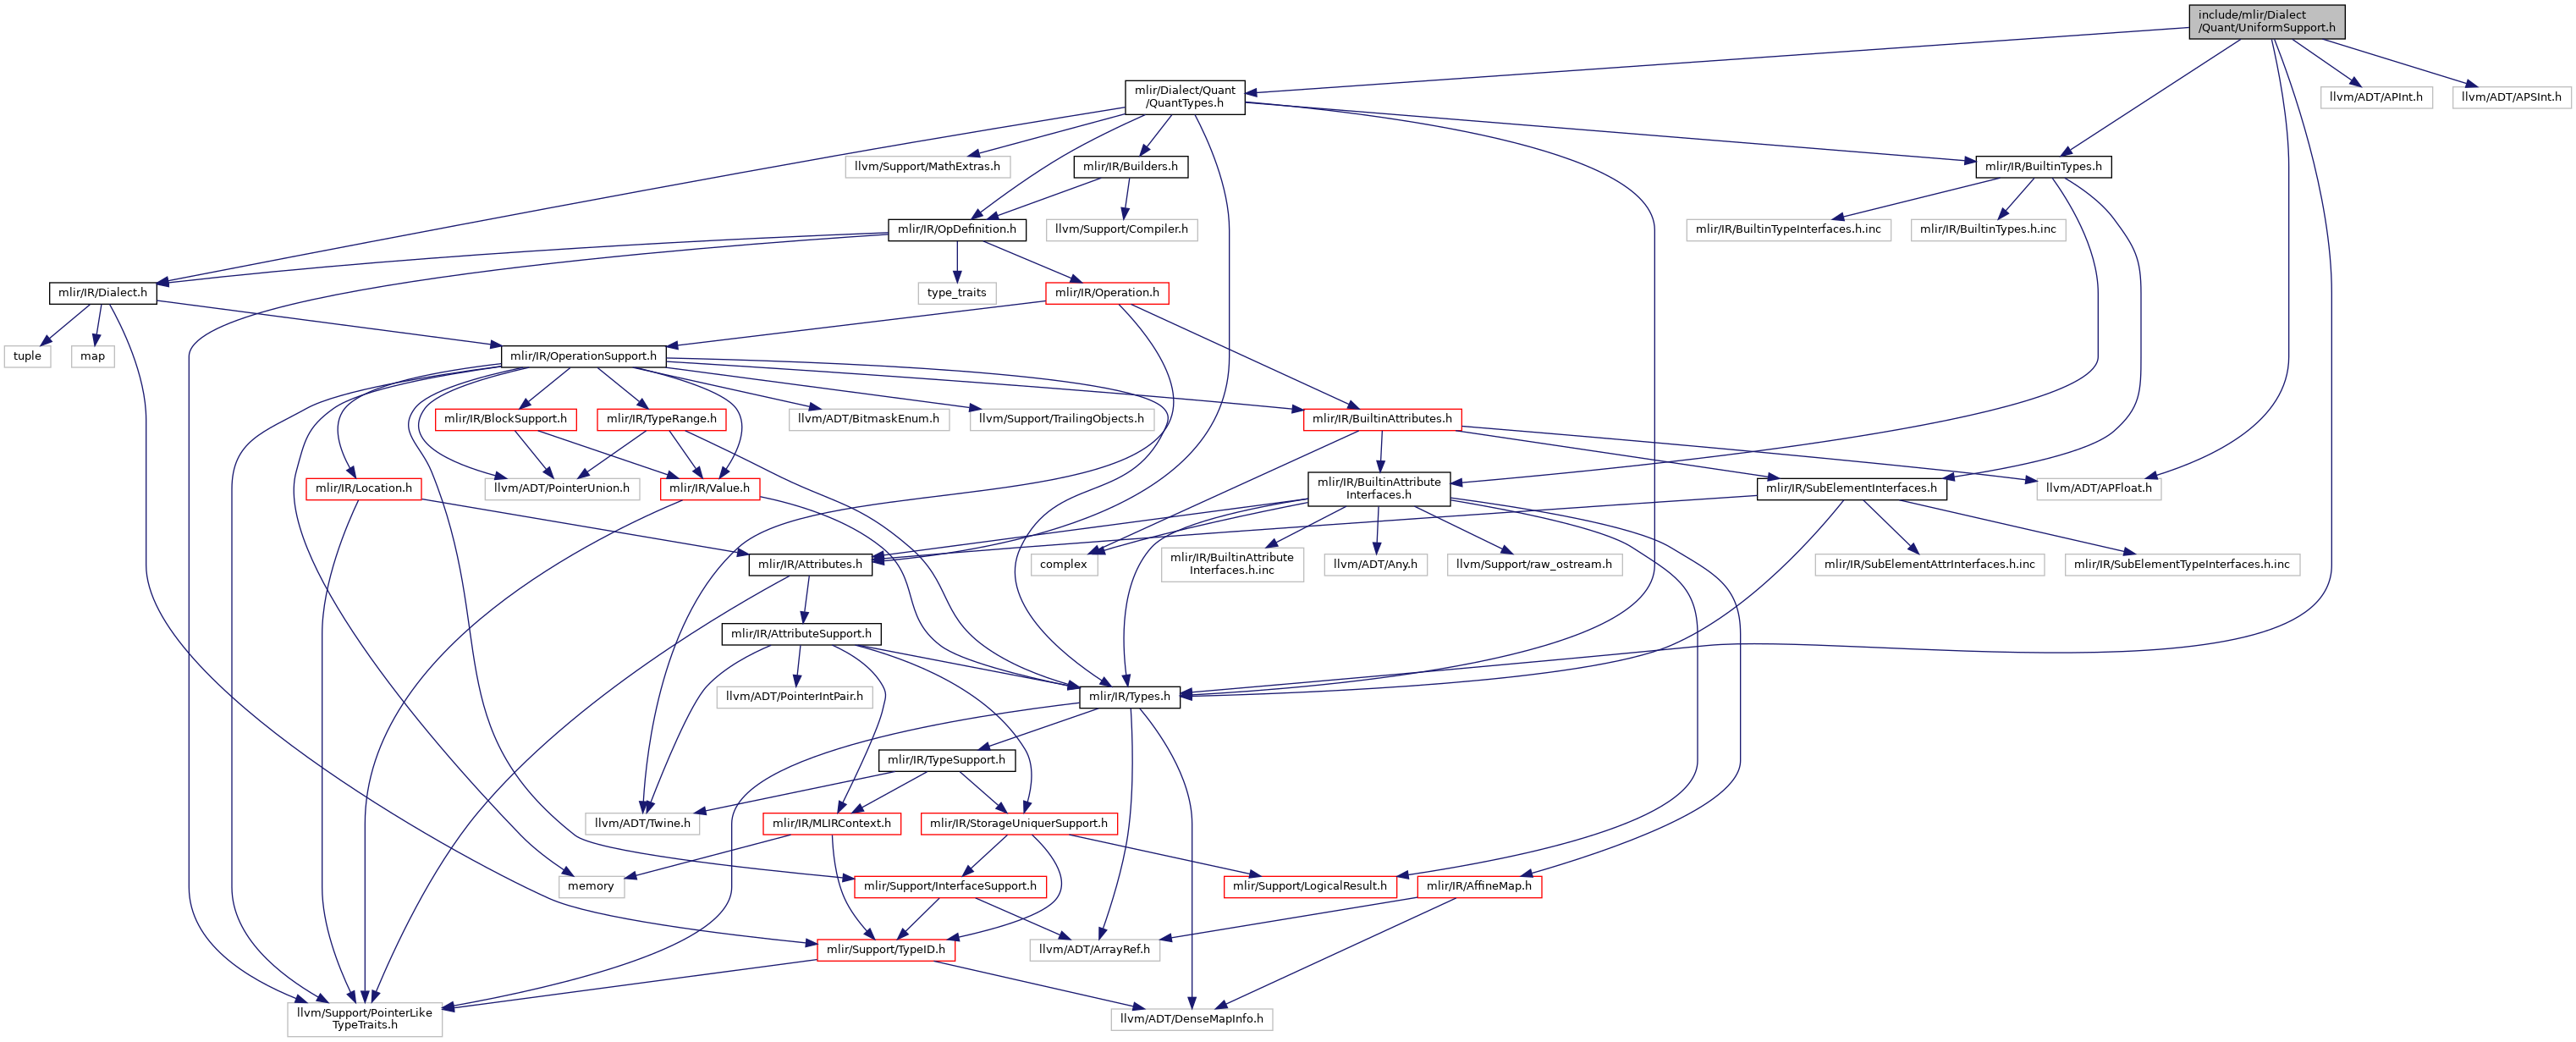 include/mlir/Dialect
/Quant/UniformSupport.h
mlir/Dialect/Quant
/QuantTypes.h
llvm/ADT/APInt.h
llvm/ADT/APSInt.h
llvm/Support/MathExtras.h
mlir/IR/Builders.h
mlir/IR/BuiltinTypes.h
mlir/IR/OpDefinition.h
llvm/Support/Compiler.h
mlir/IR/BuiltinTypeInterfaces.h.inc
mlir/IR/BuiltinTypes.h.inc
mlir/IR/Dialect.h
type_traits
mlir/IR/Operation.h
tuple
map
mlir/IR/OperationSupport.h
mlir/IR/BlockSupport.h
mlir/IR/TypeRange.h
llvm/ADT/BitmaskEnum.h
llvm/Support/TrailingObjects.h
mlir/IR/BuiltinAttributes.h
mlir/IR/Location.h
llvm/ADT/PointerUnion.h
mlir/IR/Value.h
mlir/IR/BuiltinAttribute
Interfaces.h
mlir/IR/SubElementInterfaces.h
llvm/ADT/APFloat.h
mlir/IR/Attributes.h
complex
mlir/IR/BuiltinAttribute
Interfaces.h.inc
llvm/ADT/Any.h
llvm/Support/raw_ostream.h
mlir/IR/SubElementAttrInterfaces.h.inc
mlir/IR/SubElementTypeInterfaces.h.inc
mlir/IR/AttributeSupport.h
llvm/ADT/PointerIntPair.h
mlir/IR/Types.h
mlir/IR/TypeSupport.h
llvm/ADT/Twine.h
mlir/IR/MLIRContext.h
mlir/IR/StorageUniquerSupport.h
memory
mlir/Support/InterfaceSupport.h
mlir/Support/LogicalResult.h
mlir/IR/AffineMap.h
mlir/Support/TypeID.h
llvm/ADT/ArrayRef.h
llvm/Support/PointerLike
TypeTraits.h
llvm/ADT/DenseMapInfo.h